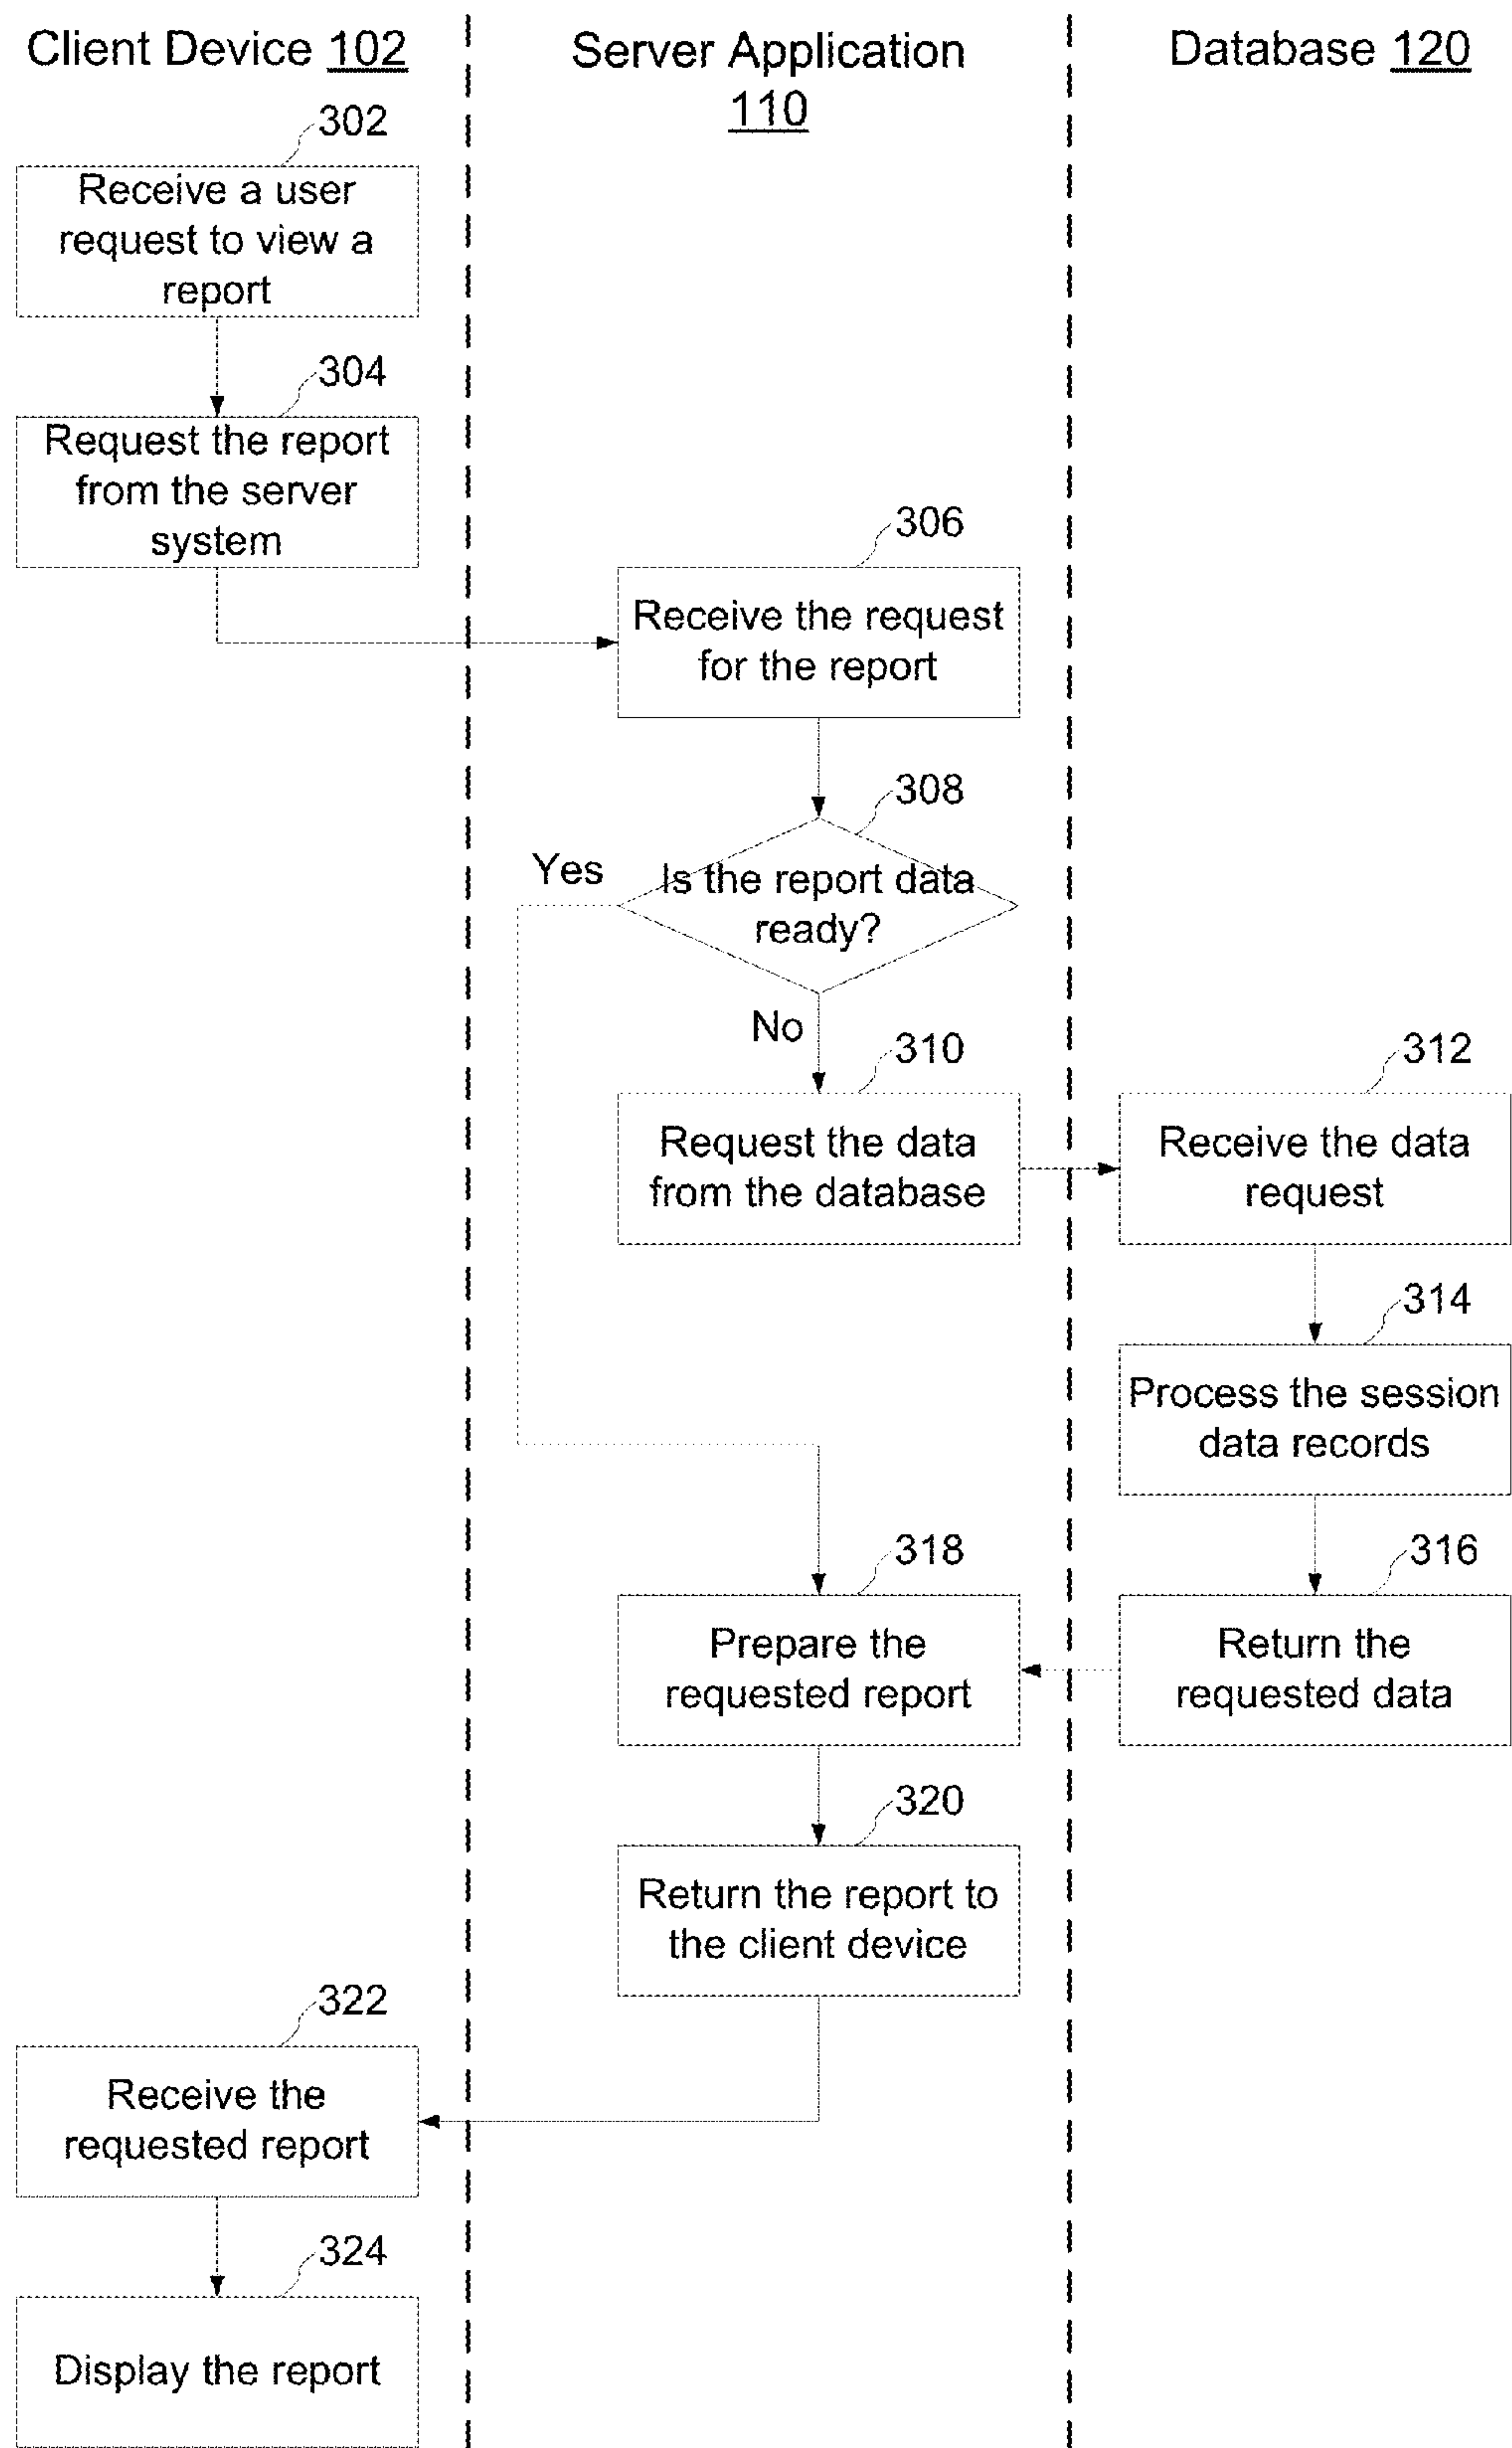 Client Device 102
Server Application
110
Database 120
302
Receive a user
request to view a
report
304
Request the report
from the server
system
306
Receive the request
for the report
308
Is the report data
ready?
Yes
No
310
Request the data
from the database
312
Receive the data
request
314
Process the session
data records
316
Return the
requested data
318
Prepare the
requested report
320
Return the report to
the client device
322
Receive the
requested report
324
Display the report